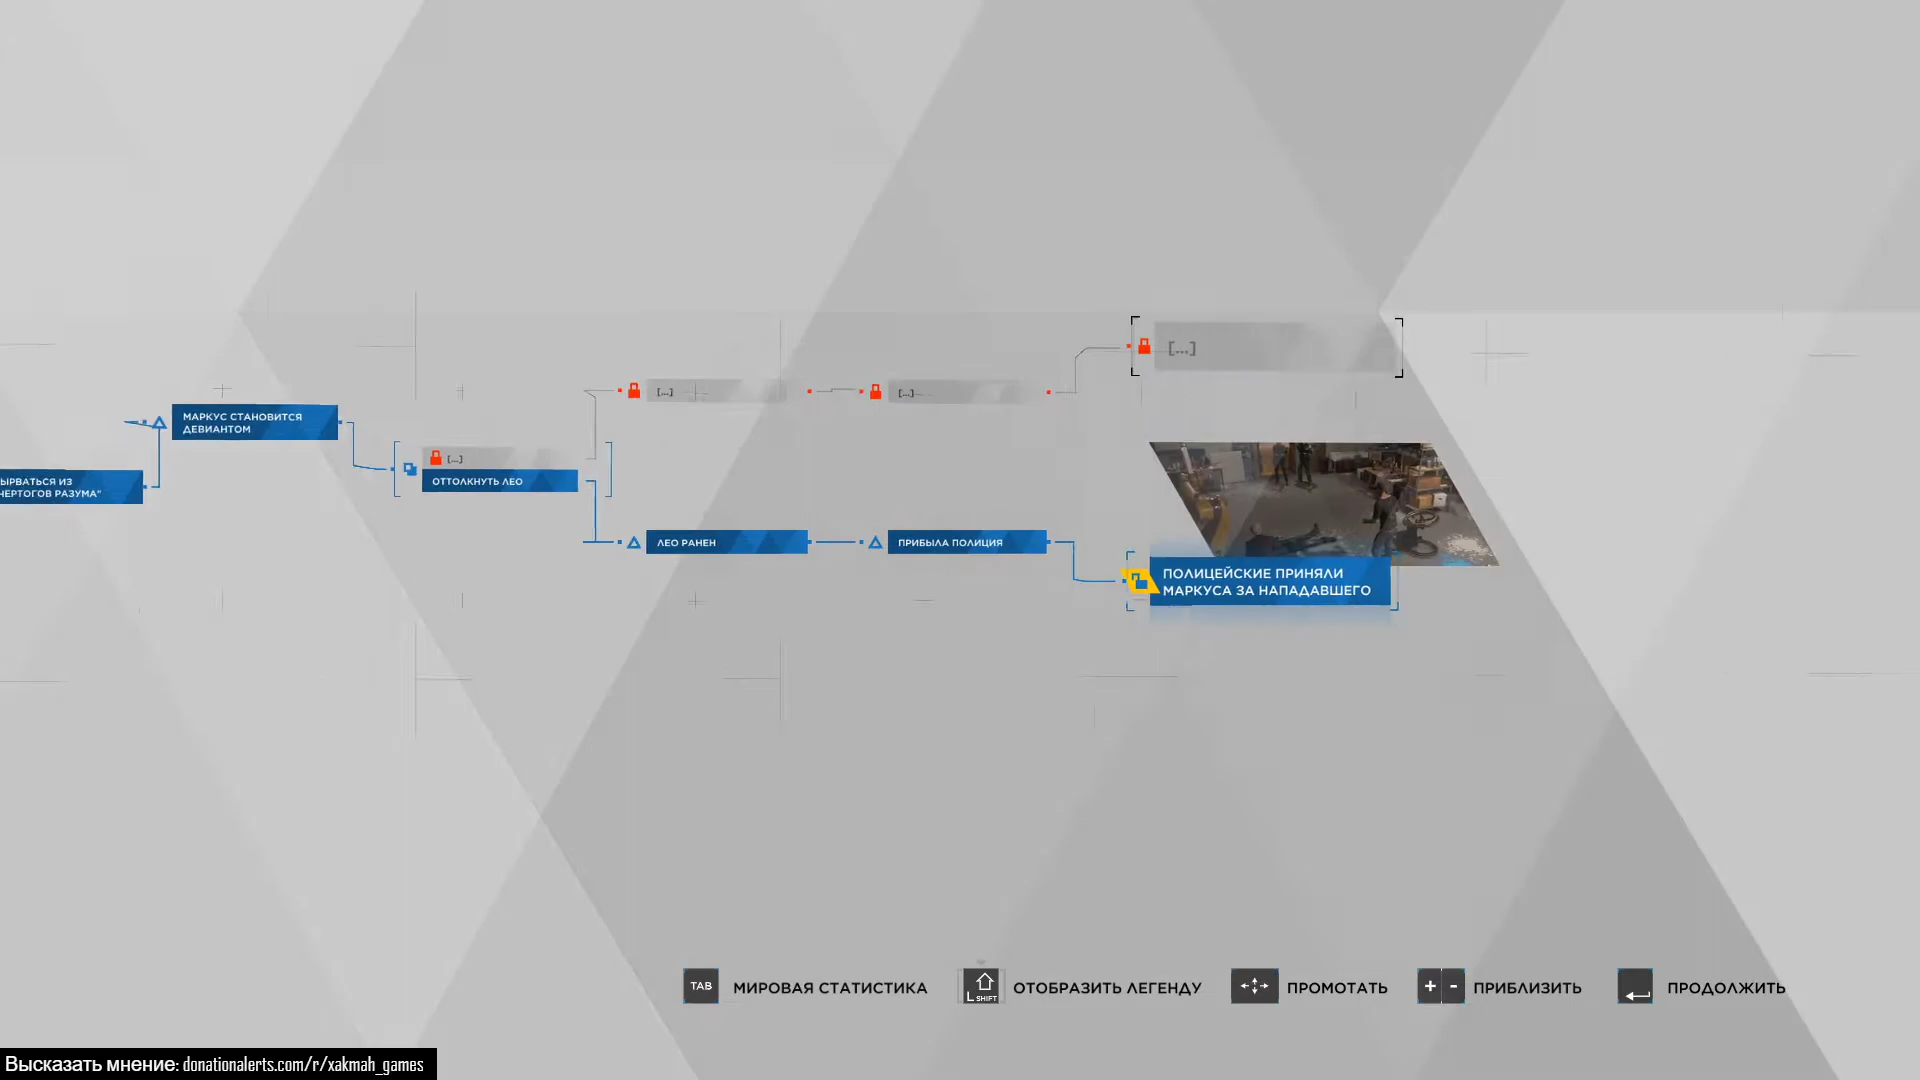 [...]
[...]
[...]
МАРКУС СТАНОВИТСЯ
ДЕВИАНТОМ
[...]
ОТТОЛКНУТЬ ЛЕО
ЫРВАТЬСЯ ИЗ
ЧЕРТОГОВ РАЗУМА"
ЛЕО РАНЕН
ПРИБЫЛА ПОЛИЦИЯ
ПОЛИЦЕЙСКИЕ ПРИНЯЛИ
МАРКУСА ЗА НАПАДАВШЕГО
TAB МИРОВАЯ СТАТИСТИКА
L SHIFT ОТОБРАЗИТЬ ЛЕГЕНДУ
ПРОМОТАТЬ
+ - ПРИБЛИЗИТЬ
ПРОДОЛЖИТЬ
Высказать мнение: donationalerts.com/r/xakmah_games